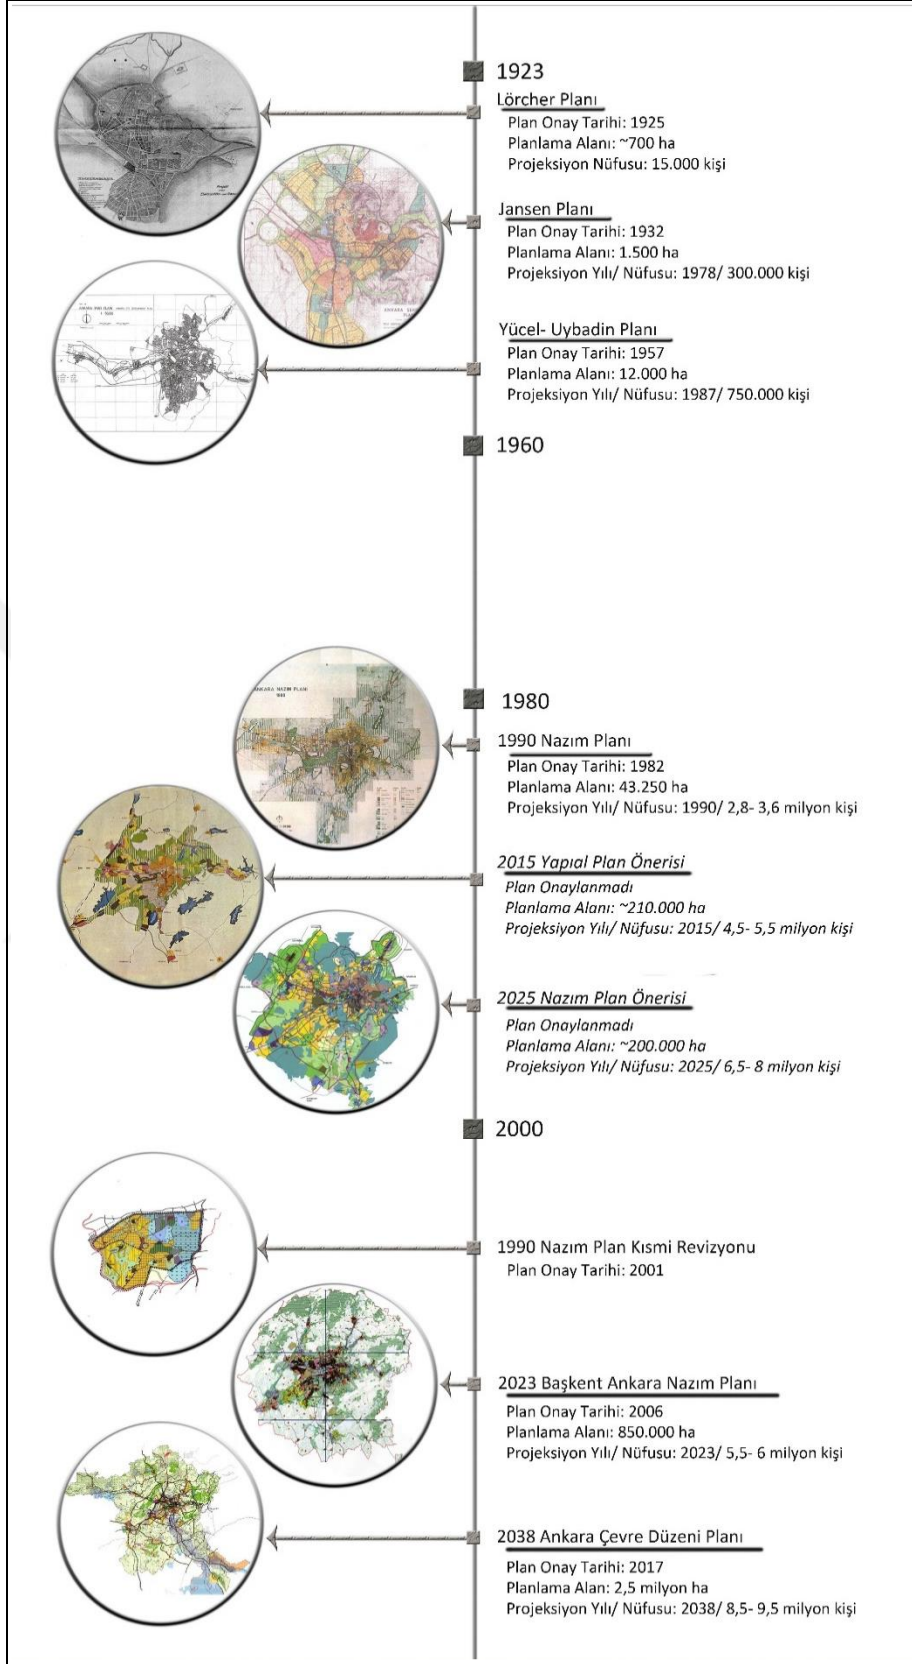 1923
Lörcher Planı
Plan Onay Tarihi: 1925
Planlama Alanı: ~700 ha
Projeksiyon Nüfusu: 15.000 kişi
Jansen Planı
Plan Onay Tarihi: 1932
Planlama Alanı: 1.500 ha
Projeksiyon Yılı/ Nüfusu: 1978/ 300.000 kişi
Yücel- Uybadin Planı
Plan Onay Tarihi: 1957
Planlama Alanı: 12.000 ha
Projeksiyon Yılı/ Nüfusu: 1987/ 750.000 kişi
1960
ANKARA NAZIM PLANI
1990
1980
1990 Nazım Planı
Plan Onay Tarihi: 1982
Planlama Alanı: 43.250 ha
Projeksiyon Yılı/ Nüfusu: 1990/ 2,8- 3,6 milyon kişi
2015 Yapıal Plan Önerisi
Plan Onaylanmadı
Planlama Alanı: ~210.000 ha
Projeksiyon Yılı/ Nüfusu: 2015/ 4,5- 5,5 milyon kişi
2025 Nazım Plan Önerisi
Plan Onaylanmadı
Planlama Alanı: ~200.000 ha
Projeksiyon Yılı/ Nüfusu: 2025/ 6,5- 8 milyon kişi
2000
1990 Nazım Plan Kısmi Revizyonu
Plan Onay Tarihi: 2001
2023 Başkent Ankara Nazım Planı
Plan Onay Tarihi: 2006
Planlama Alanı: 850.000 ha
Projeksiyon Yılı/ Nüfusu: 2023/ 5,5- 6 milyon kişi
2038 Ankara Çevre Düzeni Planı
Plan Onay Tarihi: 2017
Planlama Alan: 2,5 milyon ha
Projeksiyon Yılı/ Nüfusu: 2038/ 8,5- 9,5 milyon kişi